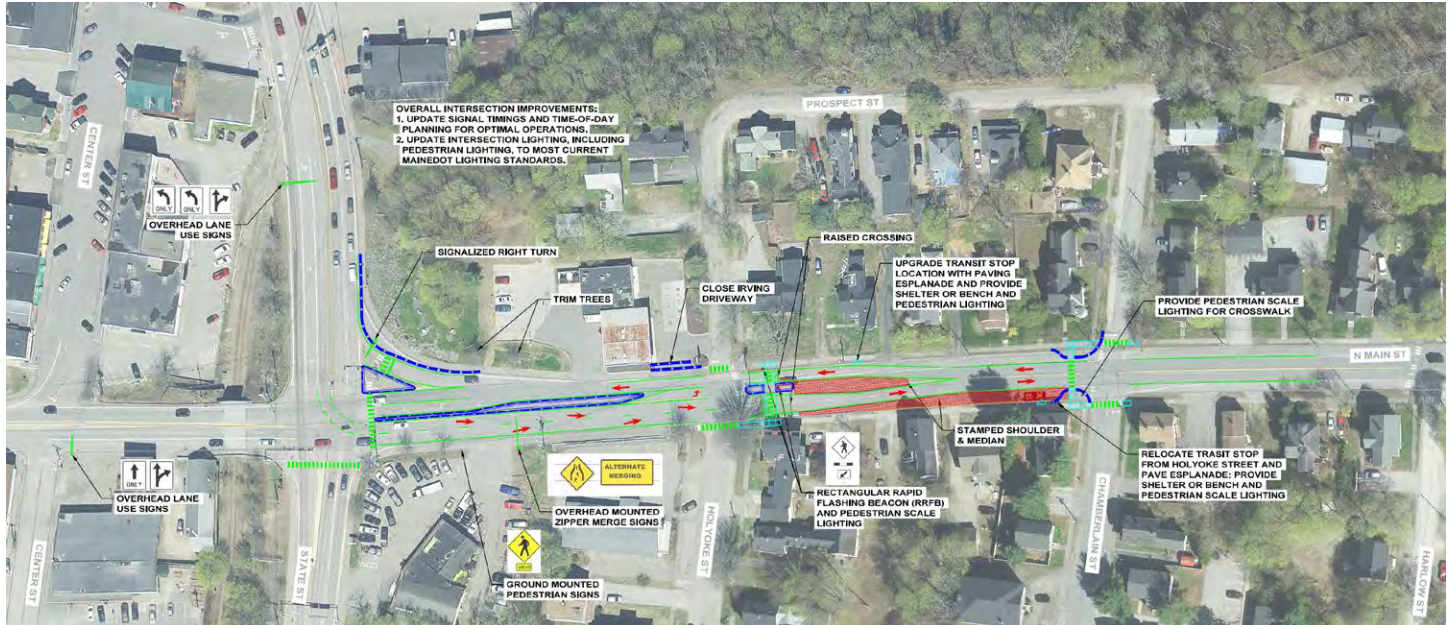 OVERALL INTERSECTION IMPROVEMENTS:
1. UPDATE SIGNAL TIMINGS AND TIME-OF-DAY
PLANNING FOR OPTIMAL OPERATIONS.
2. UPDATE INTERSECTION LIGHTING, INCLUDING
PEDESTRIAN LIGHTING, TO MOST CURRENT
MAINEDOT LIGHTING STANDARDS.
PROSPECT ST
CENTER ST
ONLY
ONLY
OVERHEAD LANE
USE SIGNS
SIGNALIZED RIGHT TURN
TRIM TREES
CLOSE IRVING
DRIVEWAY
RAISED CROSSING
UPGRADE TRANSIT STOP
LOCATION WITH PAVING
ESPLANADE AND PROVIDE
SHELTER OR BENCH AND
PEDESTRIAN LIGHTING
PROVIDE PEDESTRIAN SCALE
LIGHTING FOR CROSSWALK
N MAIN ST
STAMPED SHOULDER
& MEDIAN
RELOCATE TRASIT STOP
FROM HOLYOKE STREET AND
PAVE ESPLANADE; PROVIDE
SHELTER OR BENCH AND
PEDESTRIAN SCALE LIGHTING
ONLY
OVERHEAD LANE
USE SIGNS
ALTERNATE
MERGING
OVERHEAD MOUNTED
ZIPPER MERGE SIGNS
RECTANGULAR RAPID
FLASHING BEACON (RRFB)
AND PEDESTRIAN SCALE
LIGHTING
GROUND MOUNTED
PEDESTRIAN SIGNS
CENTER ST
STATE ST
HOLYOKE ST
CHAMBERLAIN ST
HARLOW ST